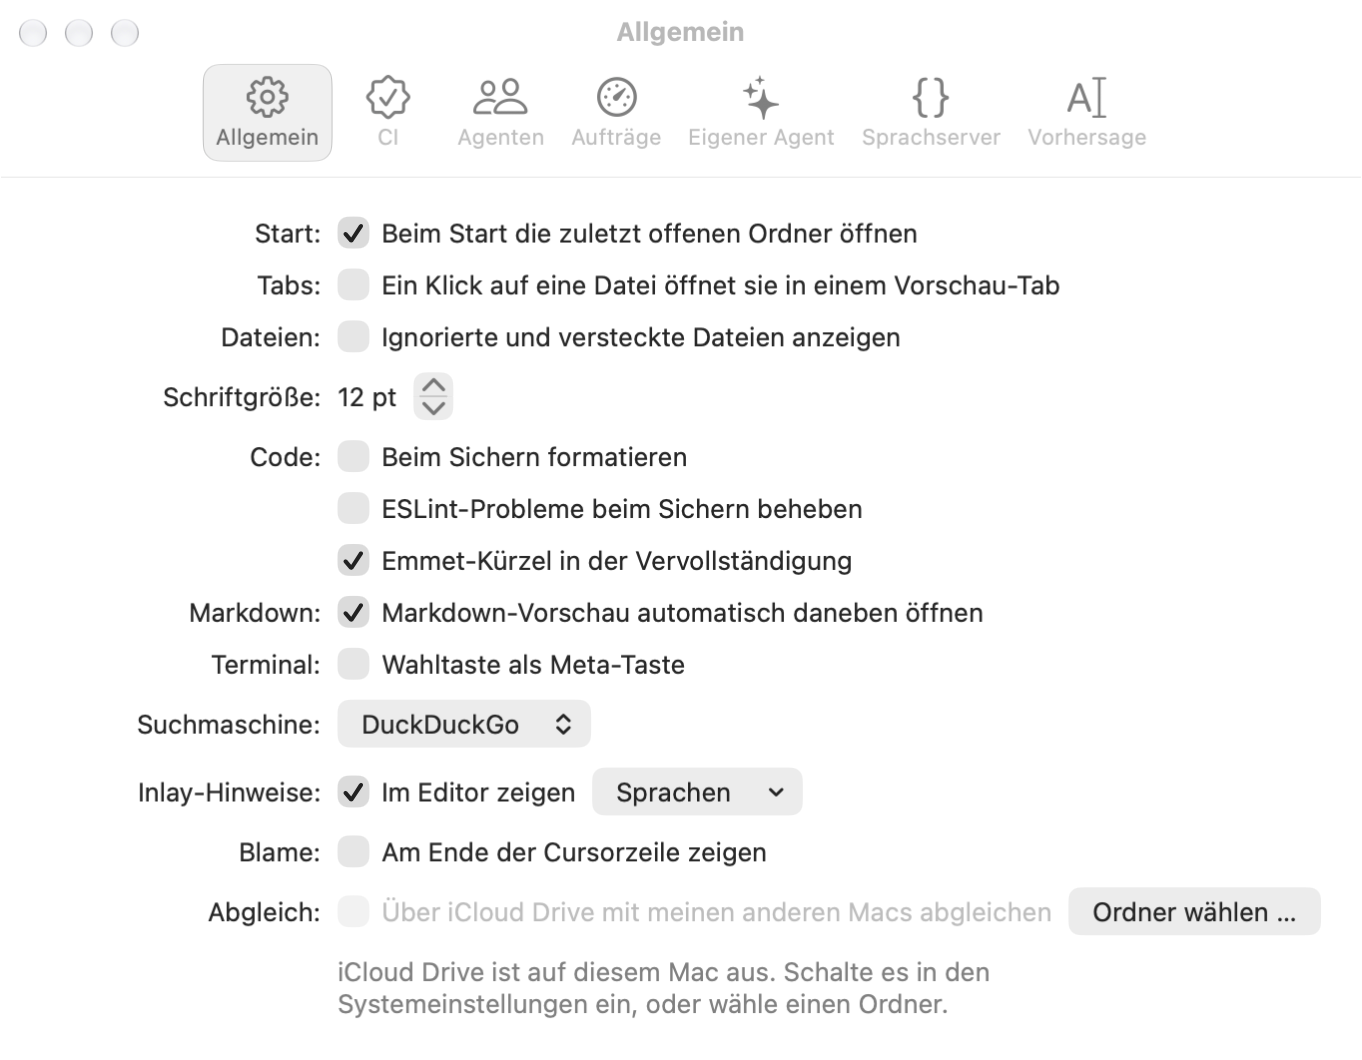 Allgemein
Allgemein
CI
Agenten
Aufträge
Eigener Agent
Sprachserver
Vorhersage
Start: Beim Start die zuletzt offenen Ordner öffnen
Tabs: Ein Klick auf eine Datei öffnet sie in einem Vorschau-Tab
Dateien: Ignorierte und versteckte Dateien anzeigen
Schriftgröße: 12 pt
Code: Beim Sichern formatieren
ESLint-Probleme beim Sichern beheben
Emmet-Kürzel in der Vervollständigung
Markdown: Markdown-Vorschau automatisch daneben öffnen
Terminal: Wahltaste als Meta-Taste
Suchmaschine: DuckDuckGo
Inlay-Hinweise: Im Editor zeigen Sprachen
Blame: Am Ende der Cursorzeile zeigen
Abgleich: Über iCloud Drive mit meinen anderen Macs abgleichen Ordner wählen ...
iCloud Drive ist auf diesem Mac aus. Schalte es in den
Systemeinstellungen ein, oder wähle einen Ordner.